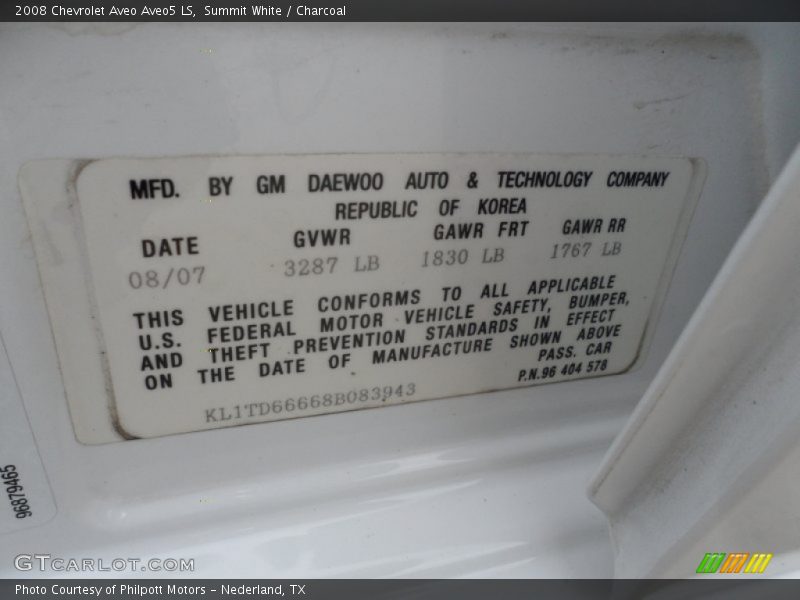 2008 Chevrolet Aveo Aveo5 LS, Summit White / Charcoal
MFD. BY GM DAEWOO AUTO & TECHNOLOGY COMPANY
REPUBLIC OF KOREA
DATE GVWR GAWR FRT GAWR RR
08/07 3287 LB 1830 LB 1767 LB
THIS VEHICLE CONFORMS TO ALL APPLICABLE
U.S. FEDERAL MOTOR VEHICLE SAFETY, BUMPER,
AND THEFT PREVENTION STANDARDS IN EFFECT
ON THE DATE OF MANUFACTURE SHOWN ABOVE
PASS. CAR
P.N.96 404 578
KL1TD66668B083943
96879465
GTCARLOT.COM
Photo Courtesy of Philpott Motors - Nederland, TX